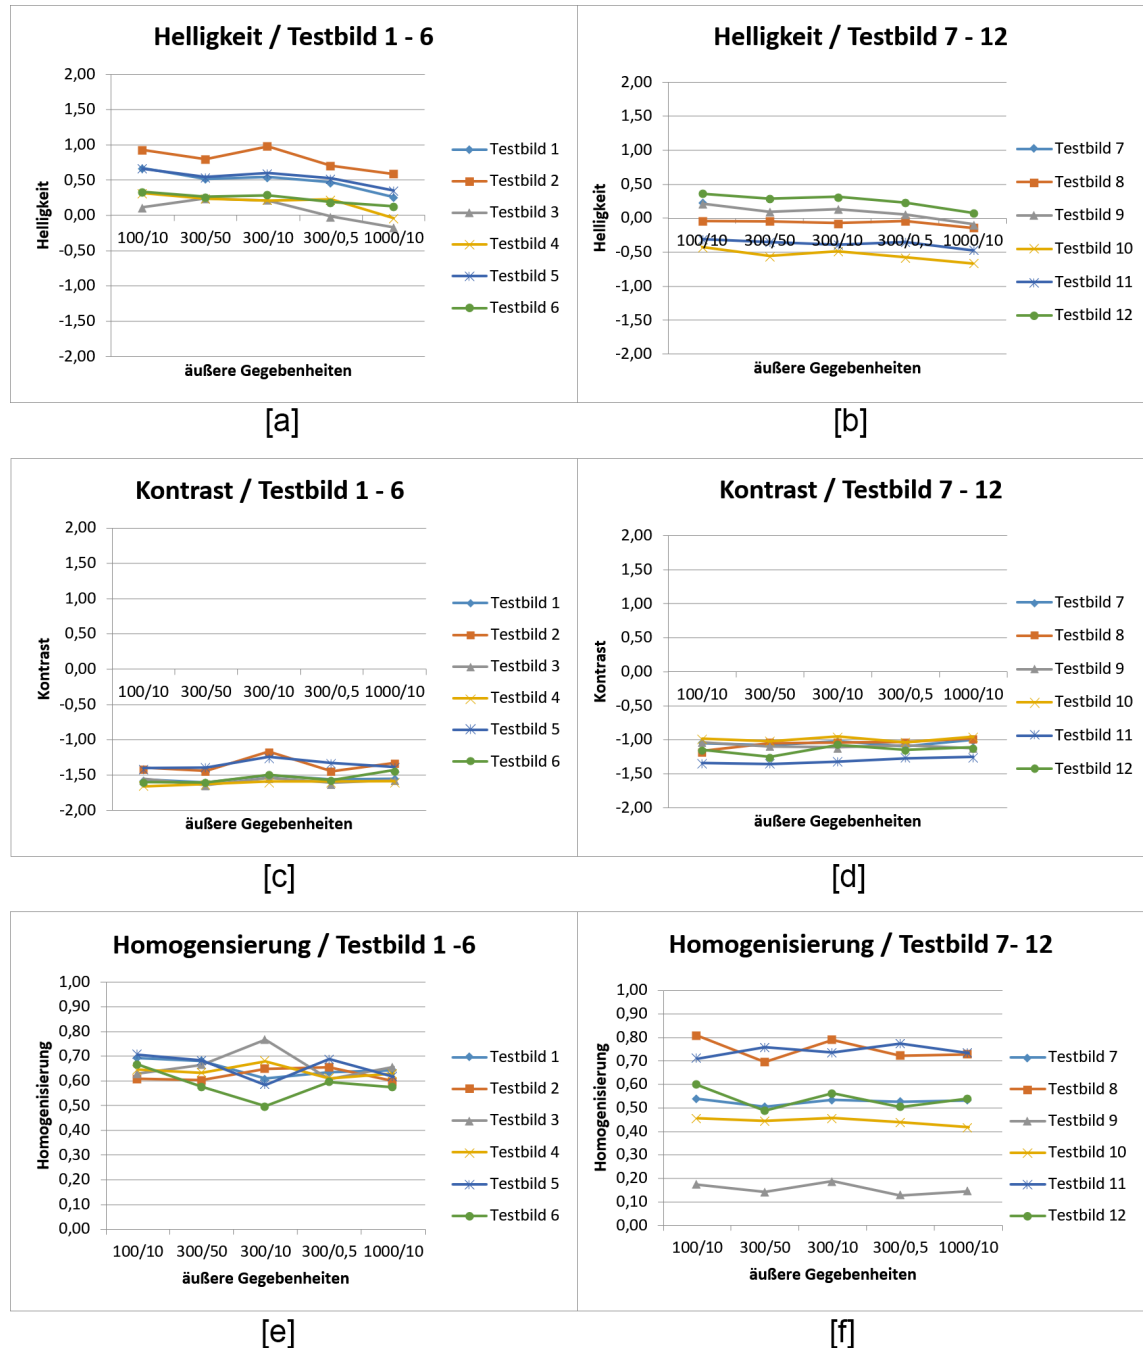 Helligkeit / Testbild 1 - 6
2,00
1,50
1,00
0,50
0,00
-0,50
-1,00
-1,50
-2,00
Helligkeit
100/10 300/50 300/10 300/0,5 1000/10
äußere Gegebenheiten
Testbild 1
Testbild 2
Testbild 3
Testbild 4
Testbild 5
Testbild 6
[a]
Helligkeit / Testbild 7 - 12
2,00
1,50
1,00
0,50
0,00
-0,50
-1,00
-1,50
-2,00
Helligkeit
100/10 300/50 300/10 300/0,5 1000/10
äußere Gegebenheiten
Testbild 7
Testbild 8
Testbild 9
Testbild 10
Testbild 11
Testbild 12
[b]
Kontrast / Testbild 1 - 6
2,00
1,50
1,00
0,50
0,00
-0,50
-1,00
-1,50
-2,00
Kontrast
100/10 300/50 300/10 300/0,5 1000/10
äußere Gegebenheiten
Testbild 1
Testbild 2
Testbild 3
Testbild 4
Testbild 5
Testbild 6
[c]
Kontrast / Testbild 7 - 12
2,00
1,50
1,00
0,50
0,00
-0,50
-1,00
-1,50
-2,00
Kontrast
100/10 300/50 300/10 300/0,5 1000/10
äußere Gegebenheiten
Testbild 7
Testbild 8
Testbild 9
Testbild 10
Testbild 11
Testbild 12
[d]
Homogensierung / Testbild 1 -6
1,00
0,90
0,80
0,70
0,60
0,50
0,40
0,30
0,20
0,10
0,00
Homogenisierung
100/10 300/50 300/10 300/0,5 1000/10
äußere Gegebenheiten
Testbild 1
Testbild 2
Testbild 3
Testbild 4
Testbild 5
Testbild 6
[e]
Homogenisierung / Testbild 7- 12
1,00
0,90
0,80
0,70
0,60
0,50
0,40
0,30
0,20
0,10
0,00
Homogenisierung
100/10 300/50 300/10 300/0,5 1000/10
äußere Gegebenheiten
Testbild 7
Testbild 8
Testbild 9
Testbild 10
Testbild 11
Testbild 12
[f]